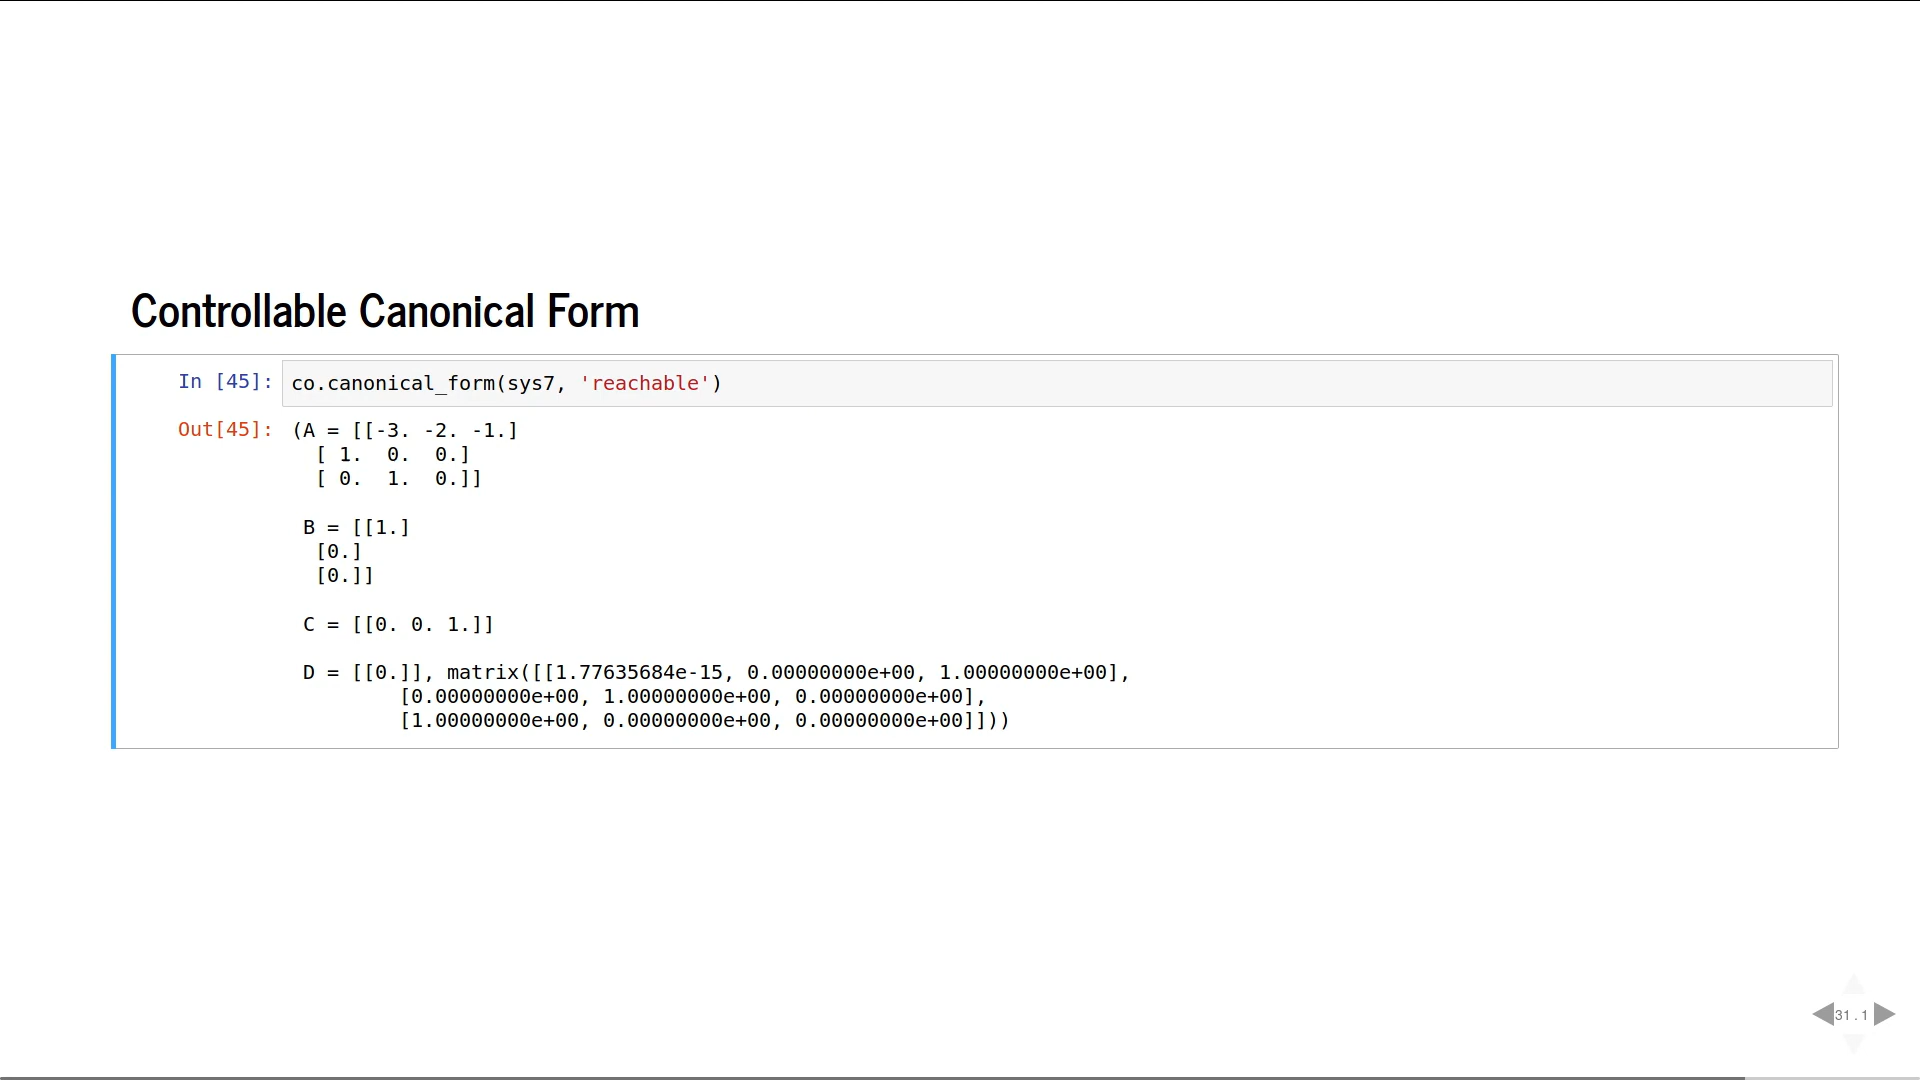 Controllable Canonical Form
In [45]: co.canonical_form(sys7, 'reachable')
Out[45]: (A = [[-3. -2. -1.]
[ 1. 0. 0.]
[ 0. 1. 0.]]
B = [[1.]
[0.]
[0.]]
C = [[0. 0. 1.]]
D = [[0.]], matrix([[1.77635684e-15, 0.00000000e+00, 1.00000000e+00],
[0.00000000e+00, 1.00000000e+00, 0.00000000e+00],
[1.00000000e+00, 0.00000000e+00, 0.00000000e+00]]))
31.1